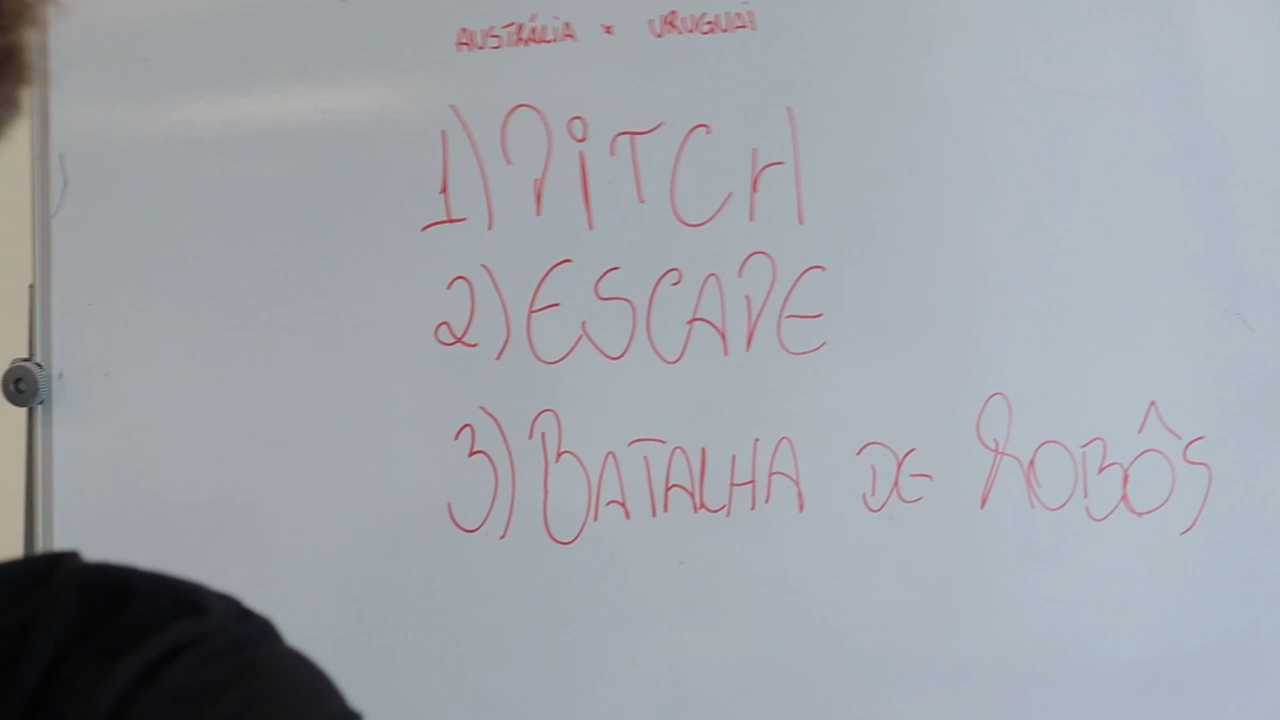 AUSTRÁLIA × URUGUAI
1) PITCH
2) ESCAPE
3) BATALHA DE ROBÔS